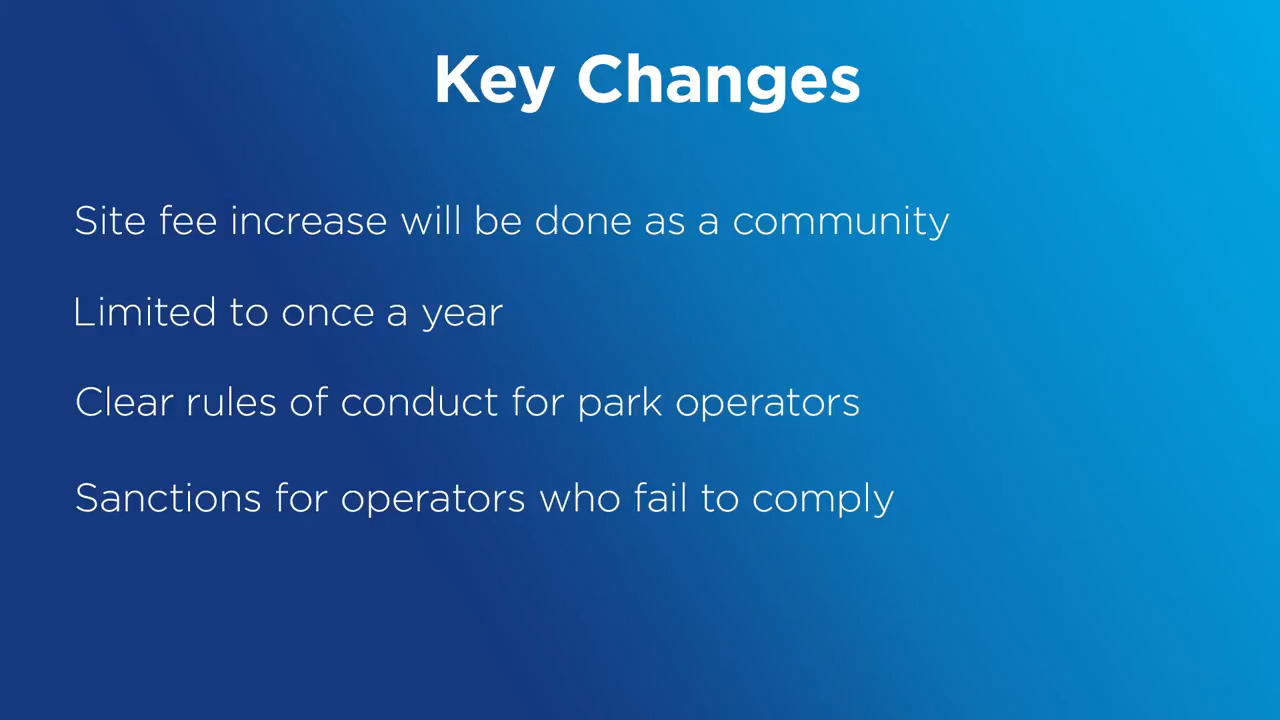 Key Changes
Site fee increase will be done as a community
Limited to once a year
Clear rules of conduct for park operators
Sanctions for operators who fail to comply